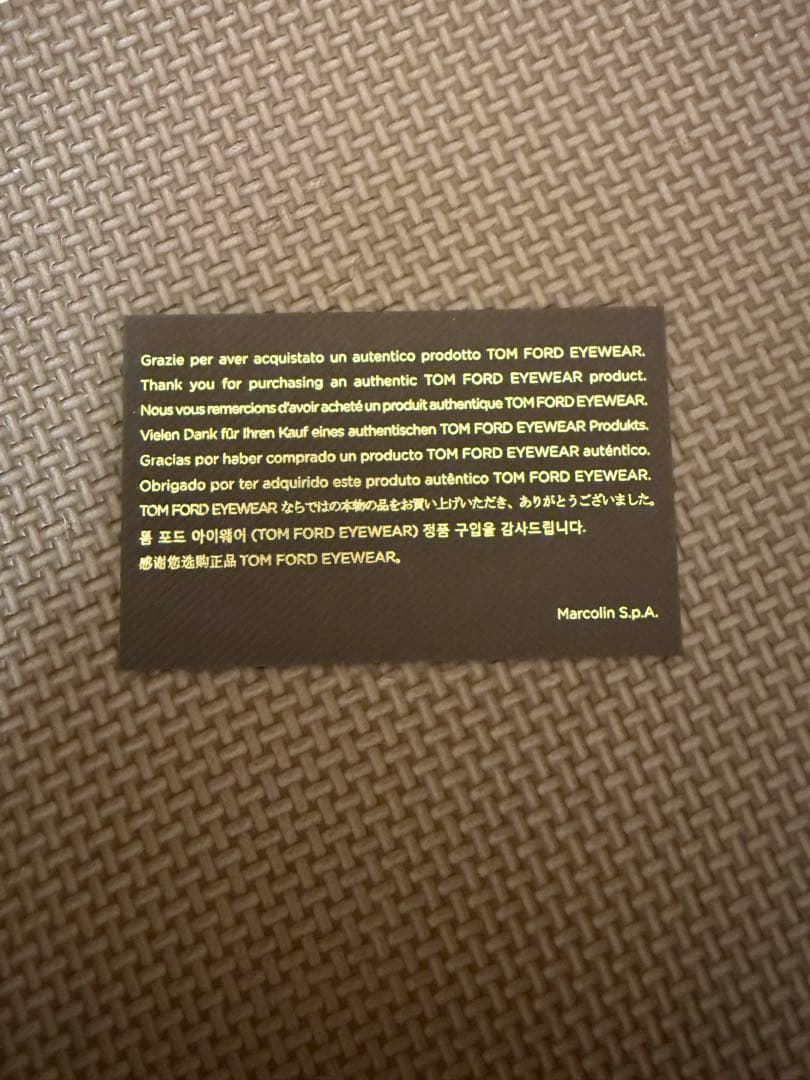 Grazie per aver acquistato un autentico prodotto TOM FORD EYEWEAR.
Thank you for purchasing an authentic TOM FORD EYEWEAR product.
Nous vous remercions d'avoir acheté un produit authentique TOM FORD EYEWEAR.
Vielen Dank für Ihren Kauf eines authentischen TOM FORD EYEWEAR Produkts.
Gracias por haber comprado un producto TOM FORD EYEWEAR auténtico.
Obrigado por ter adquirido este produto autêntico TOM FORD EYEWEAR.
TOM FORD EYEWEAR ならではの本物の品をお買い上げいただき、ありがとうございました。
톰 포드 아이웨어 (TOM FORD EYEWEAR) 정품 구입을 감사드립니다.
感谢您选购正品 TOM FORD EYEWEAR。
Marcolin S.p.A.